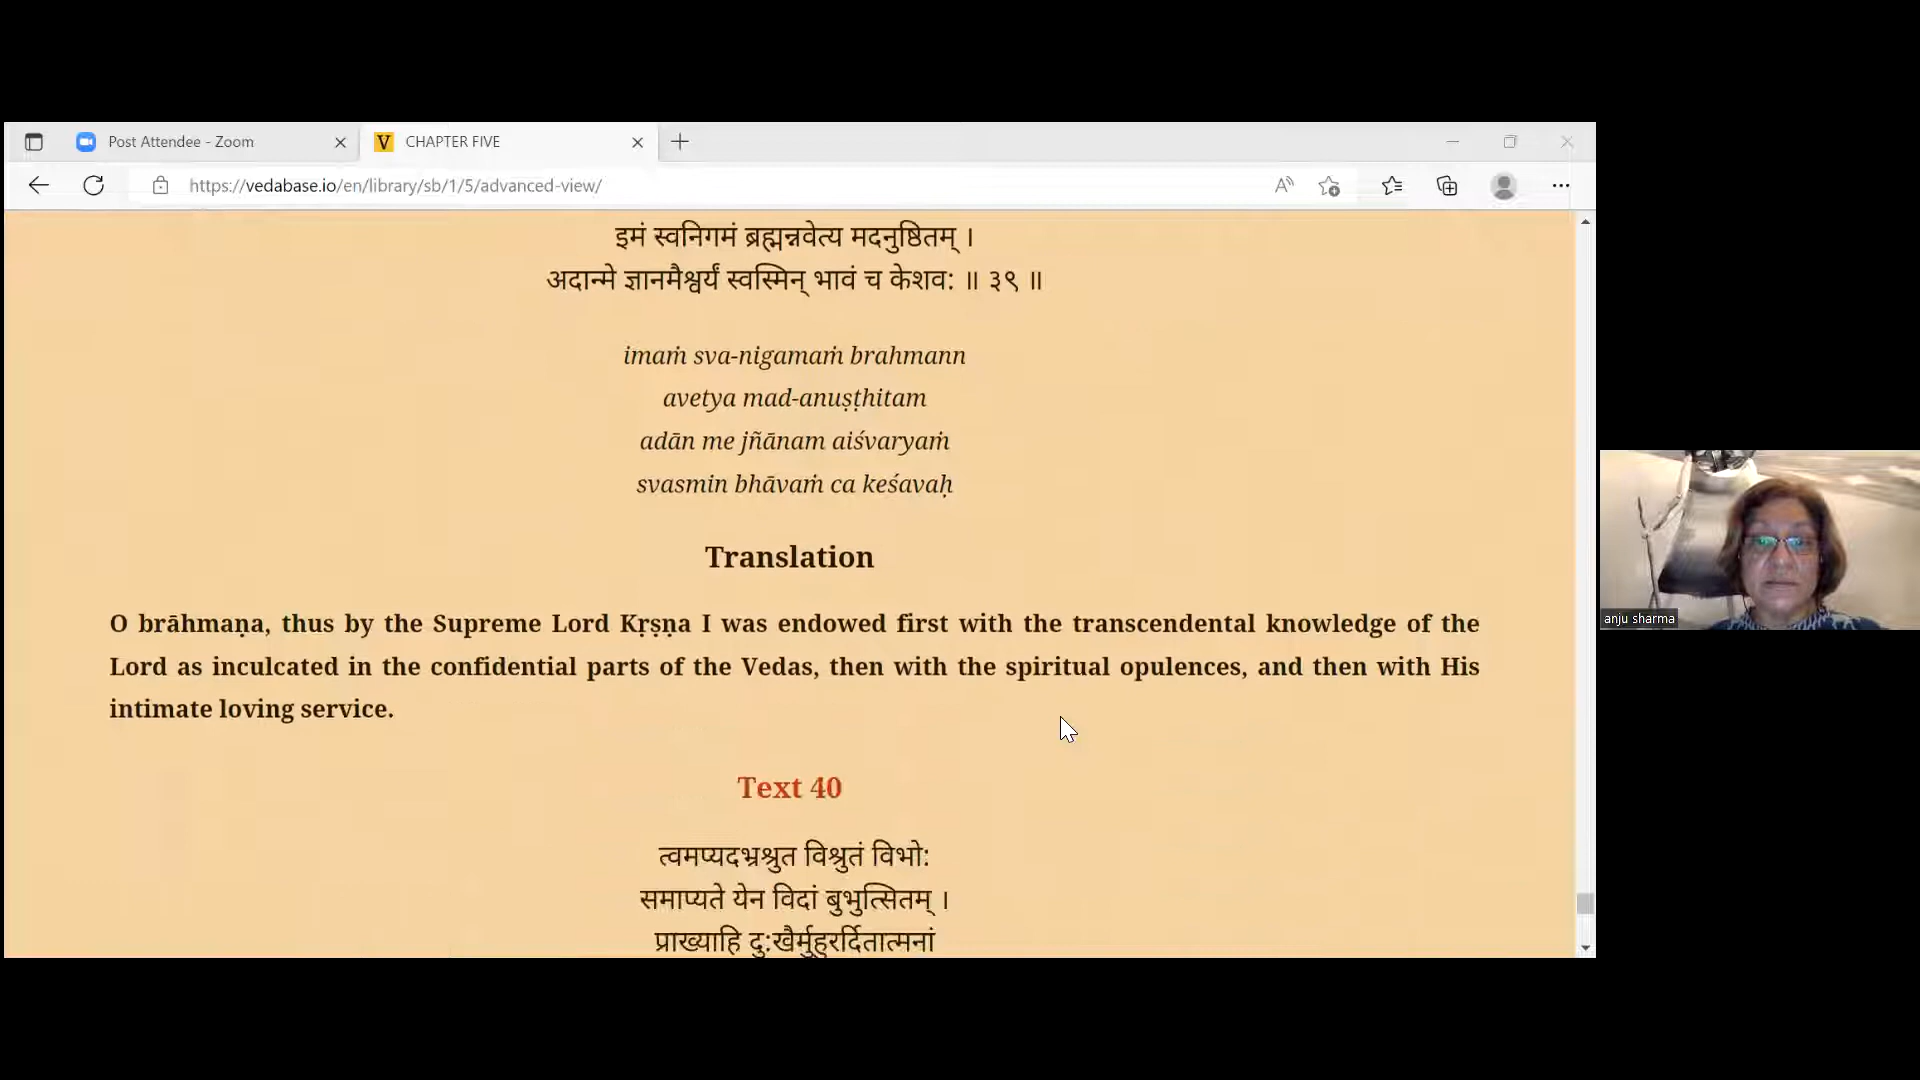 Post Attendee - Zoom
V CHAPTER FIVE
https://vedabase.io/en/library/sb/1/5/advanced-view/
इमं स्वनिगमं ब्रह्मन्नवेत्य मदनुष्ठितम् ।
अदान्मे ज्ञानमैश्वर्यं स्वस्मिन् भावं च केशव: ॥ ३९ ॥
imaṁ sva-nigamaṁ brahmann
avetya mad-anuṣṭhitam
adān me jñānam aiśvaryaṁ
svasmin bhāvaṁ ca keśavaḥ
Translation
O brāhmaṇa, thus by the Supreme Lord Kṛṣṇa I was endowed first with the transcendental knowledge of the
Lord as inculcated in the confidential parts of the Vedas, then with the spiritual opulences, and then with His
intimate loving service.
anju sharma
Text 40
त्वमप्यदभ्रश्रुत विश्रुतं विभो:
समाप्यते येन विदां बुभुत्सितम् ।
प्राख्याहि दु:खैर्मुहुरर्दितात्मनां